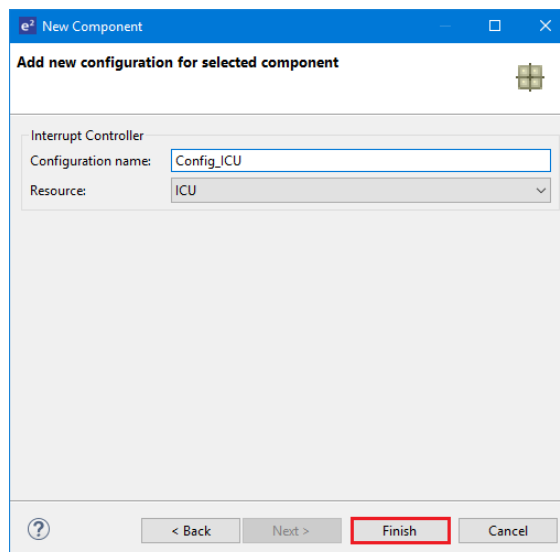 e² New Component
Add new configuration for selected component
Interrupt Controller
Configuration name: Config_ICU
Resource: ICU
? < Back Next > Finish Cancel